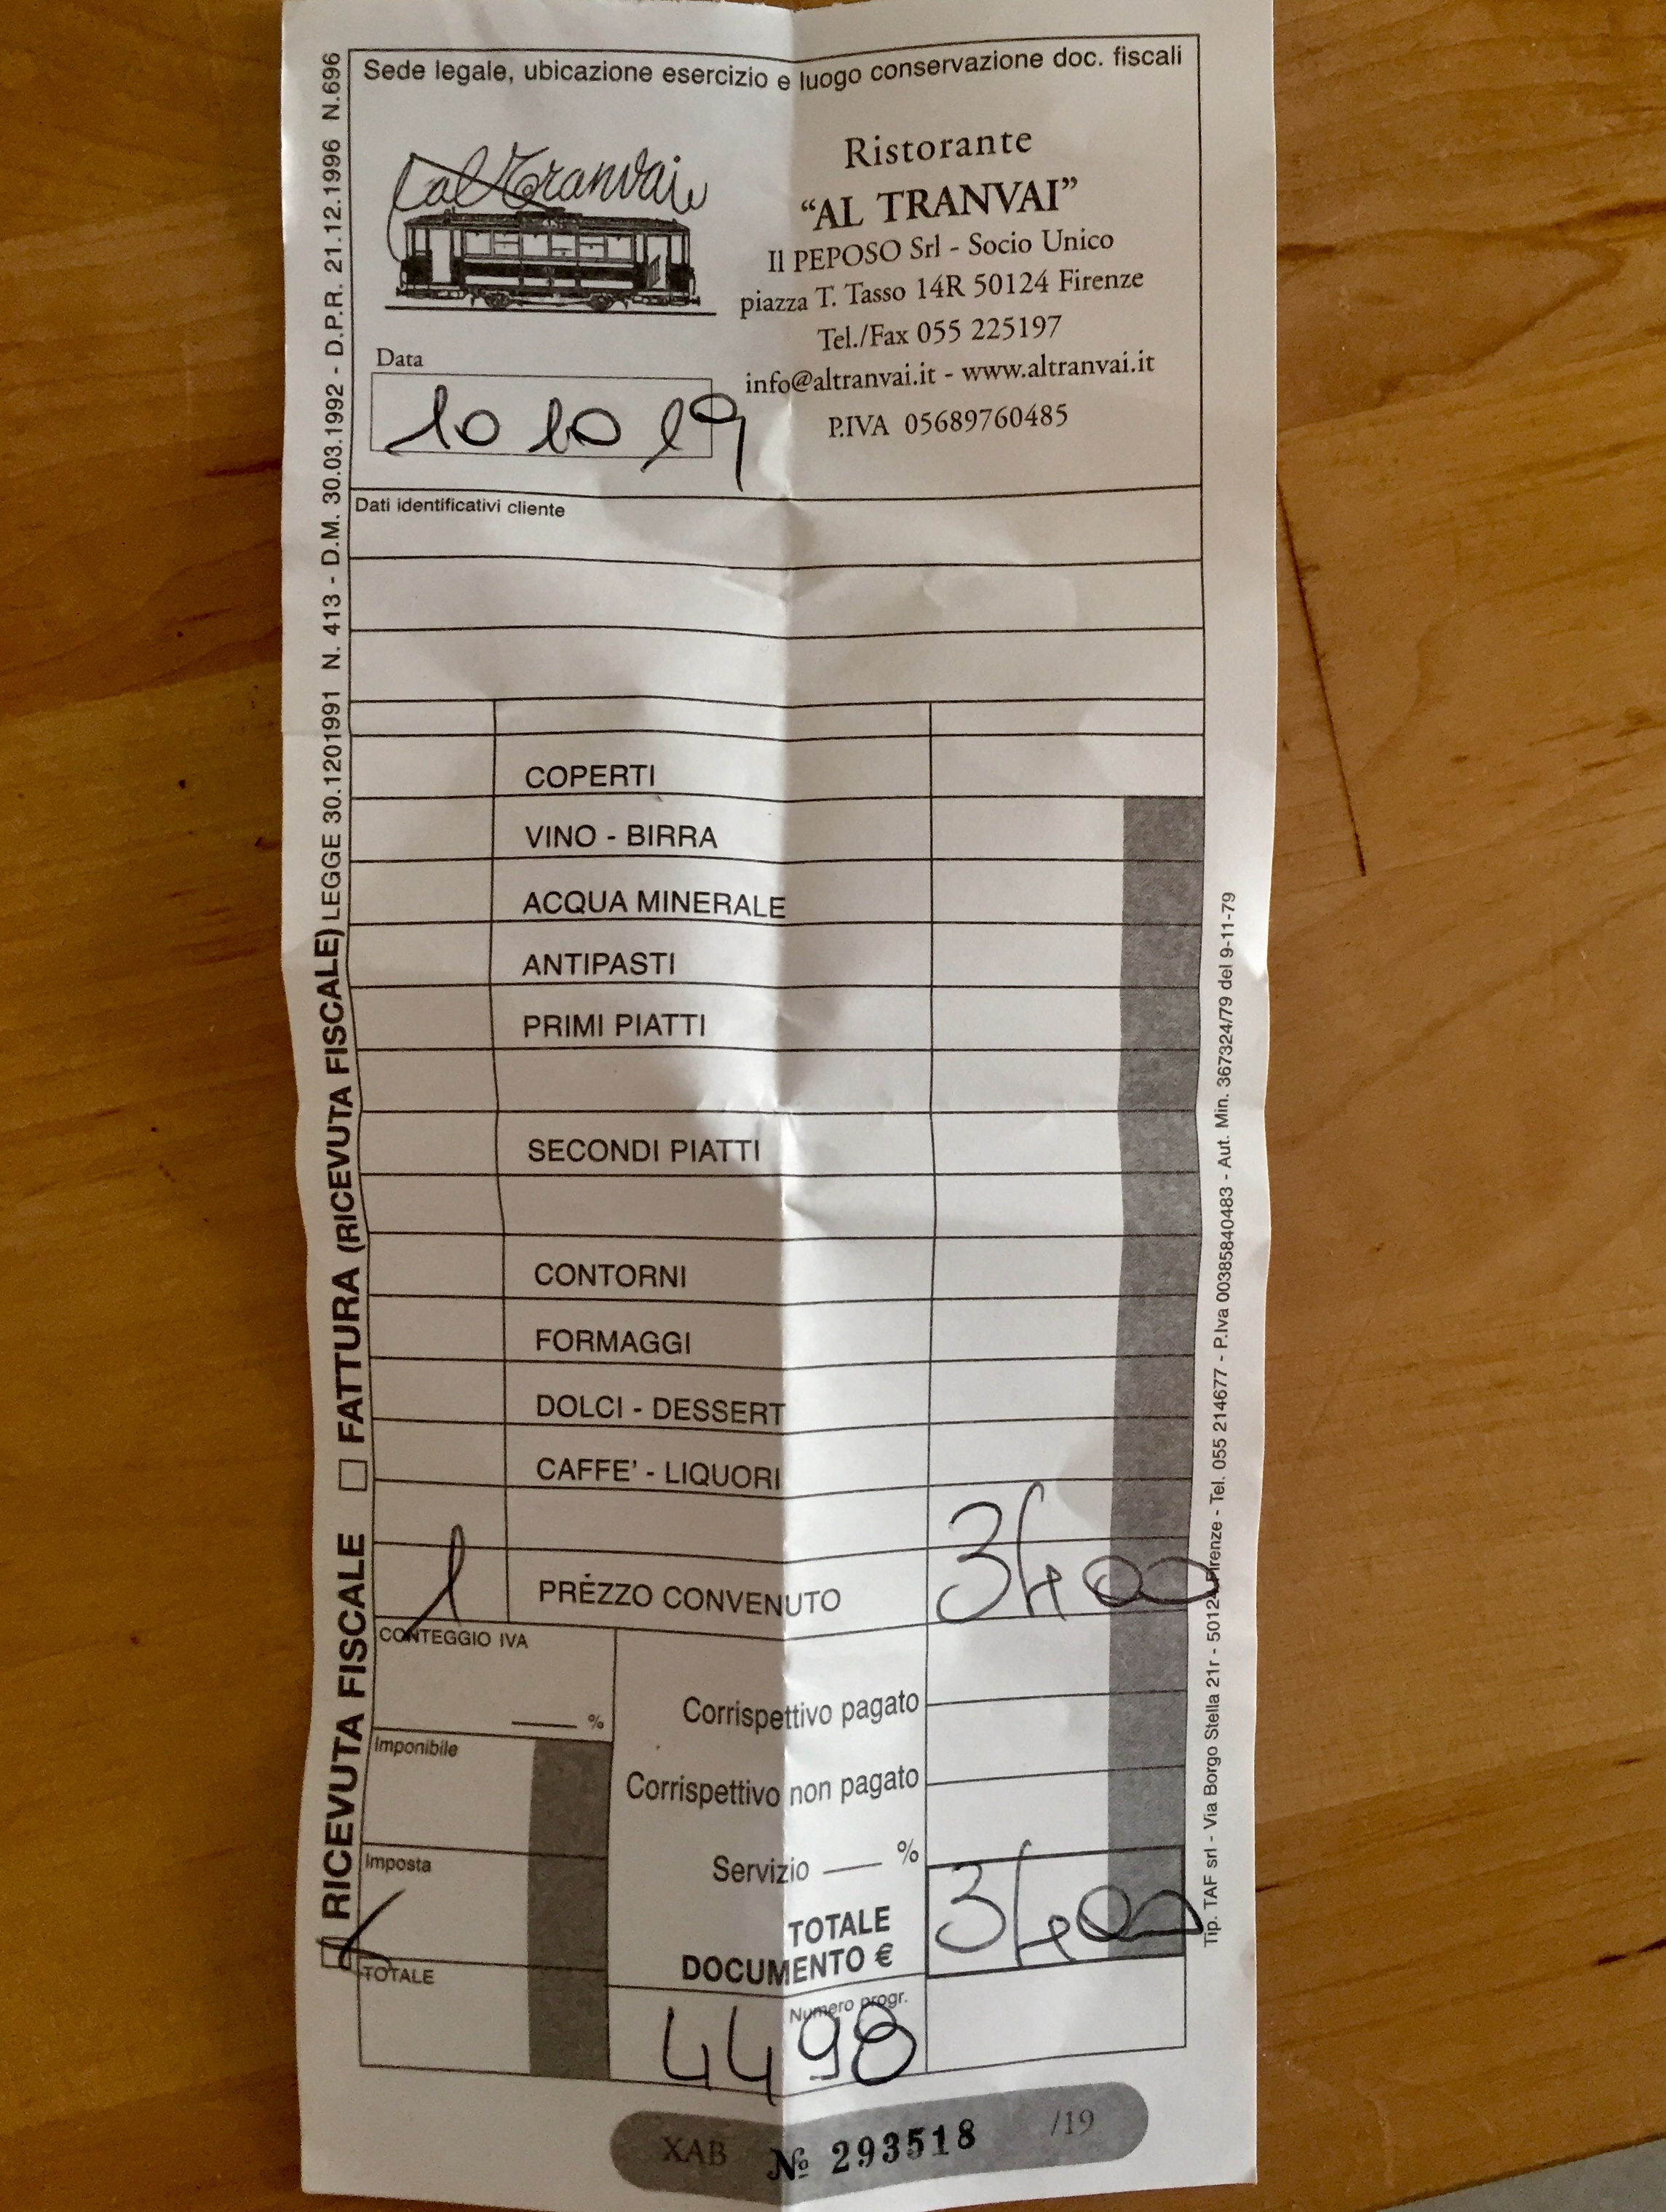 Sede legale, ubicazione esercizio e luogo conservazione doc. fiscali
al Tranvai
Ristorante
“AL TRANVAI”
Il PEPOSO Srl - Socio Unico
piazza T. Tasso 14R 50124 Firenze
Tel./Fax 055 225197
info@altranvai.it - www.altranvai.it
P.IVA 05689760485
Data
10 10 19
Dati identificativi cliente
COPERTI
VINO - BIRRA
ACQUA MINERALE
ANTIPASTI
PRIMI PIATTI
SECONDI PIATTI
CONTORNI
FORMAGGI
DOLCI - DESSERT
CAFFE' - LIQUORI
1 PREZZO CONVENUTO 34 00
CONTEGGIO IVA
%
Imponibile
Imposta
TOTALE
Corrispettivo pagato
Corrispettivo non pagato
Servizio %
TOTALE
DOCUMENTO € 34 00
Numero progr.
4498
XAB № 293518 /19
RICEVUTA FISCALE FATTURA (RICEVUTA FISCALE) LEGGE 30.1201991 N. 413 - D.M. 30.03.1992 - D.P.R. 21.12.1996 N.696
Tip. TAF srl - Via Borgo Stella 21r - 50124 Firenze - Tel. 055 214677 - P.Iva 00385840483 - Aut. Min. 367324/79 del 9-11-79